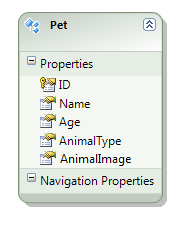 Pet
Properties
ID
Name
Age
AnimalType
AnimalImage
Navigation Properties